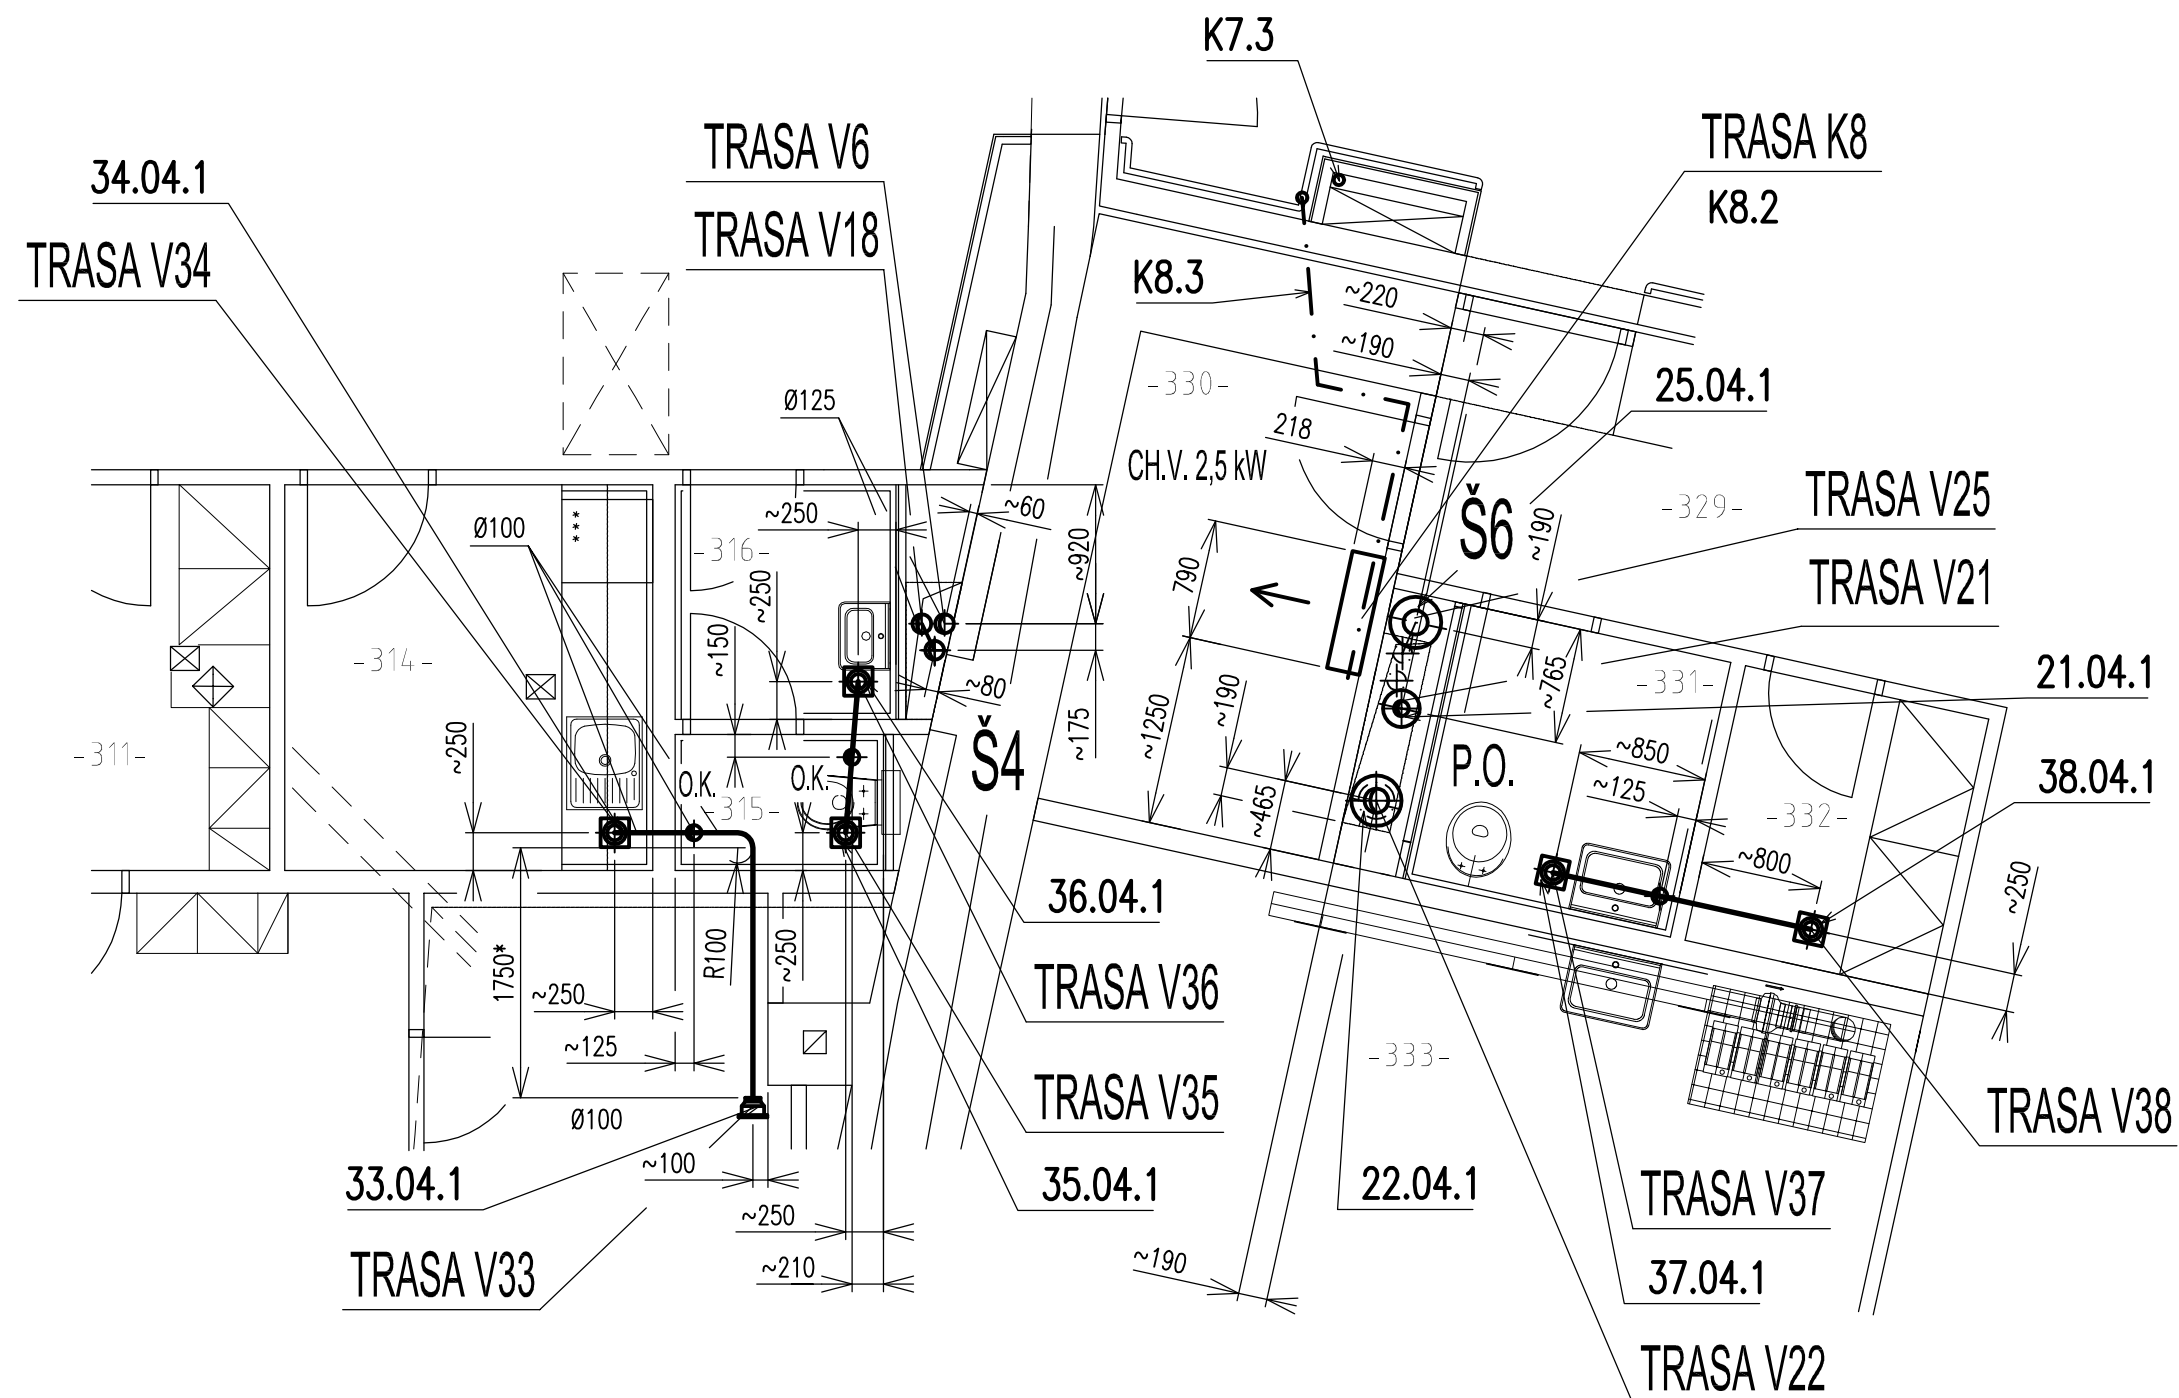 K7.3
TRASA V6
TRASA K8
34.04.1
K8.2
TRASA V18
TRASA V34
K8.3
~220
~190
-330-
25.04.1
Ø125
218
CH.V. 2,5 kW
TRASA V25
***
Ø100
~250
~60
Š6
-329-
~190
-316-
~920
790
TRASA V21
~250
~150
-314-
~765
~80
-331-
21.04.1
~190
~1250
~175
-311-
~250
Š4
P.O.
~850
38.04.1
O.K.
O.K.
-315-
~125
~465
-332-
~800
~250
36.04.1
1750*
R100
~250
~250
TRASA V36
~125
-333-
TRASA V35
TRASA V38
Ø100
~100
33.04.1
35.04.1
22.04.1
TRASA V37
~250
~210
~190
TRASA V33
37.04.1
TRASA V22